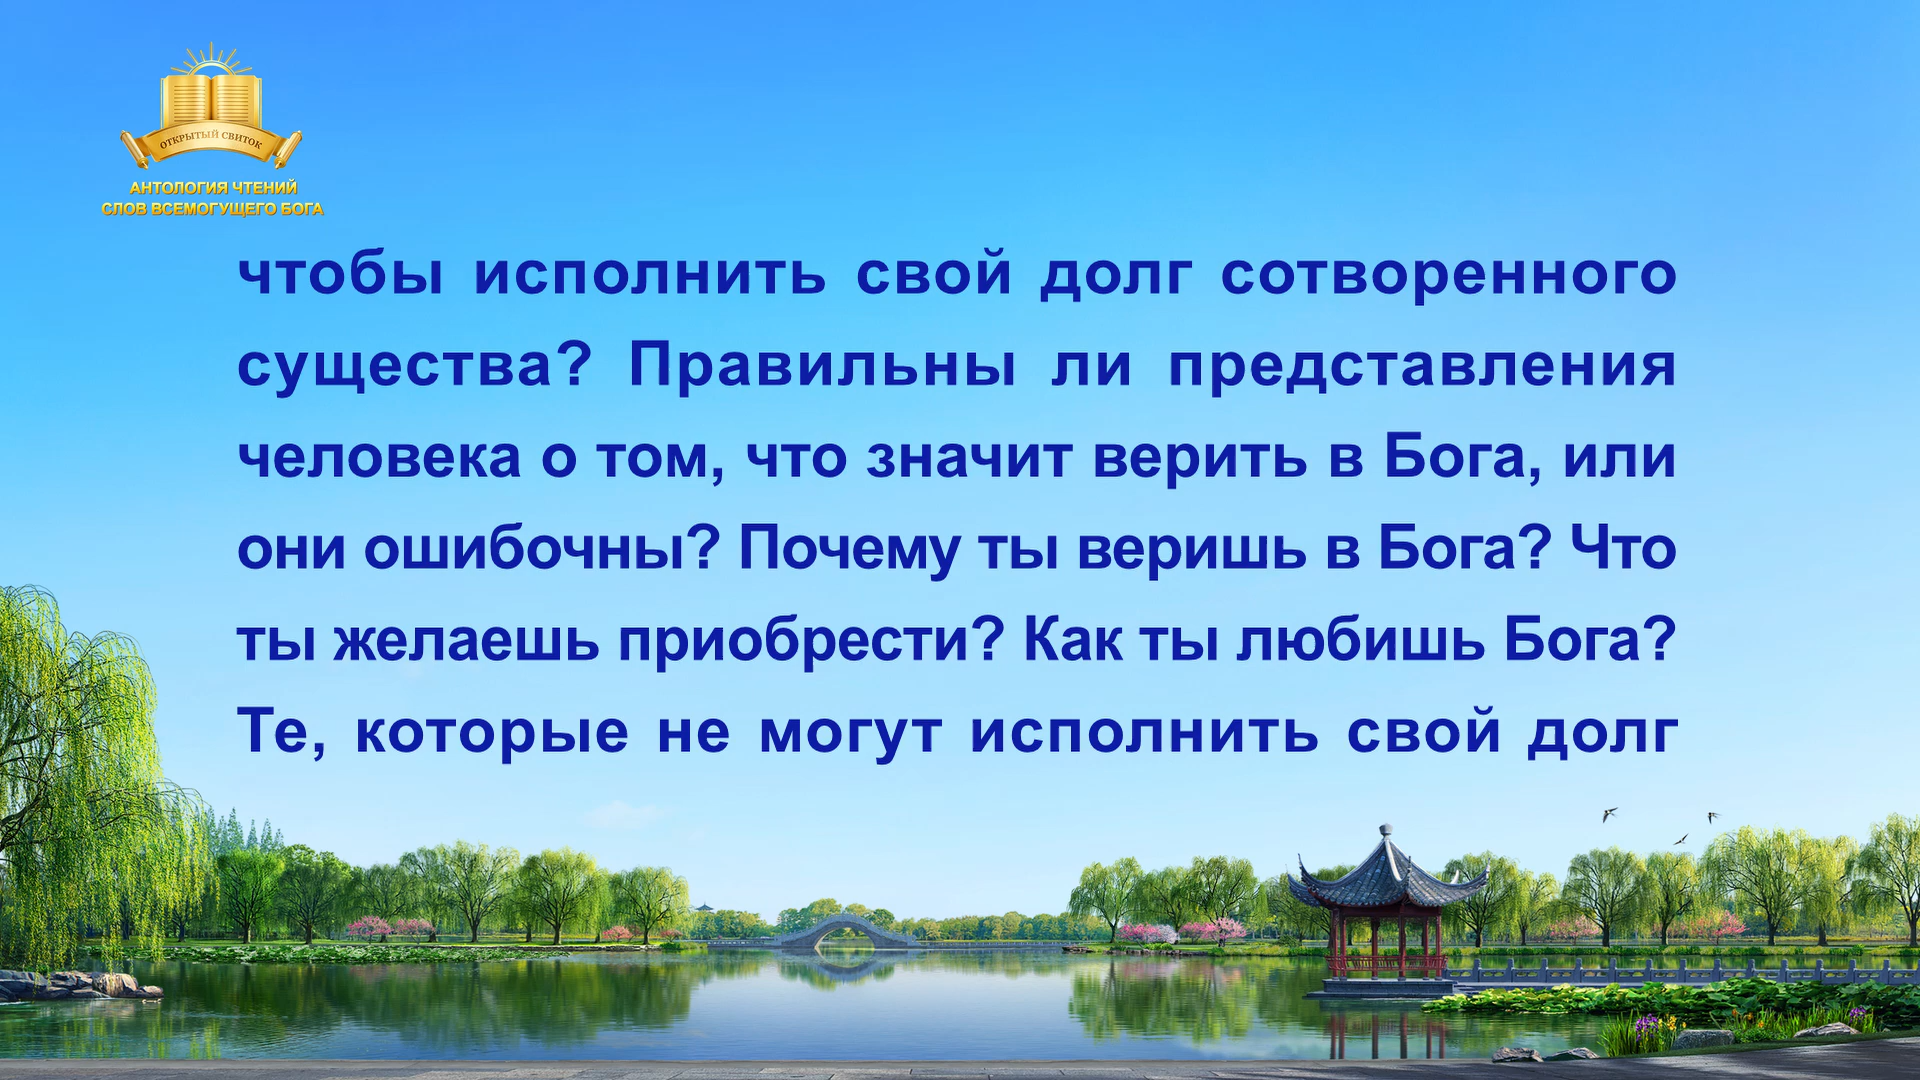 ОТКРЫТЫЙ СВИТОК
АНТОЛОГИЯ ЧТЕНИЙ
СЛОВ ВСЕМОГУЩЕГО БОГА
чтобы исполнить свой долг сотворенного
существа? Правильны ли представления
человека о том, что значит верить в Бога, или
они ошибочны? Почему ты веришь в Бога? Что
ты желаешь приобрести? Как ты любишь Бога?
Те, которые не могут исполнить свой долг